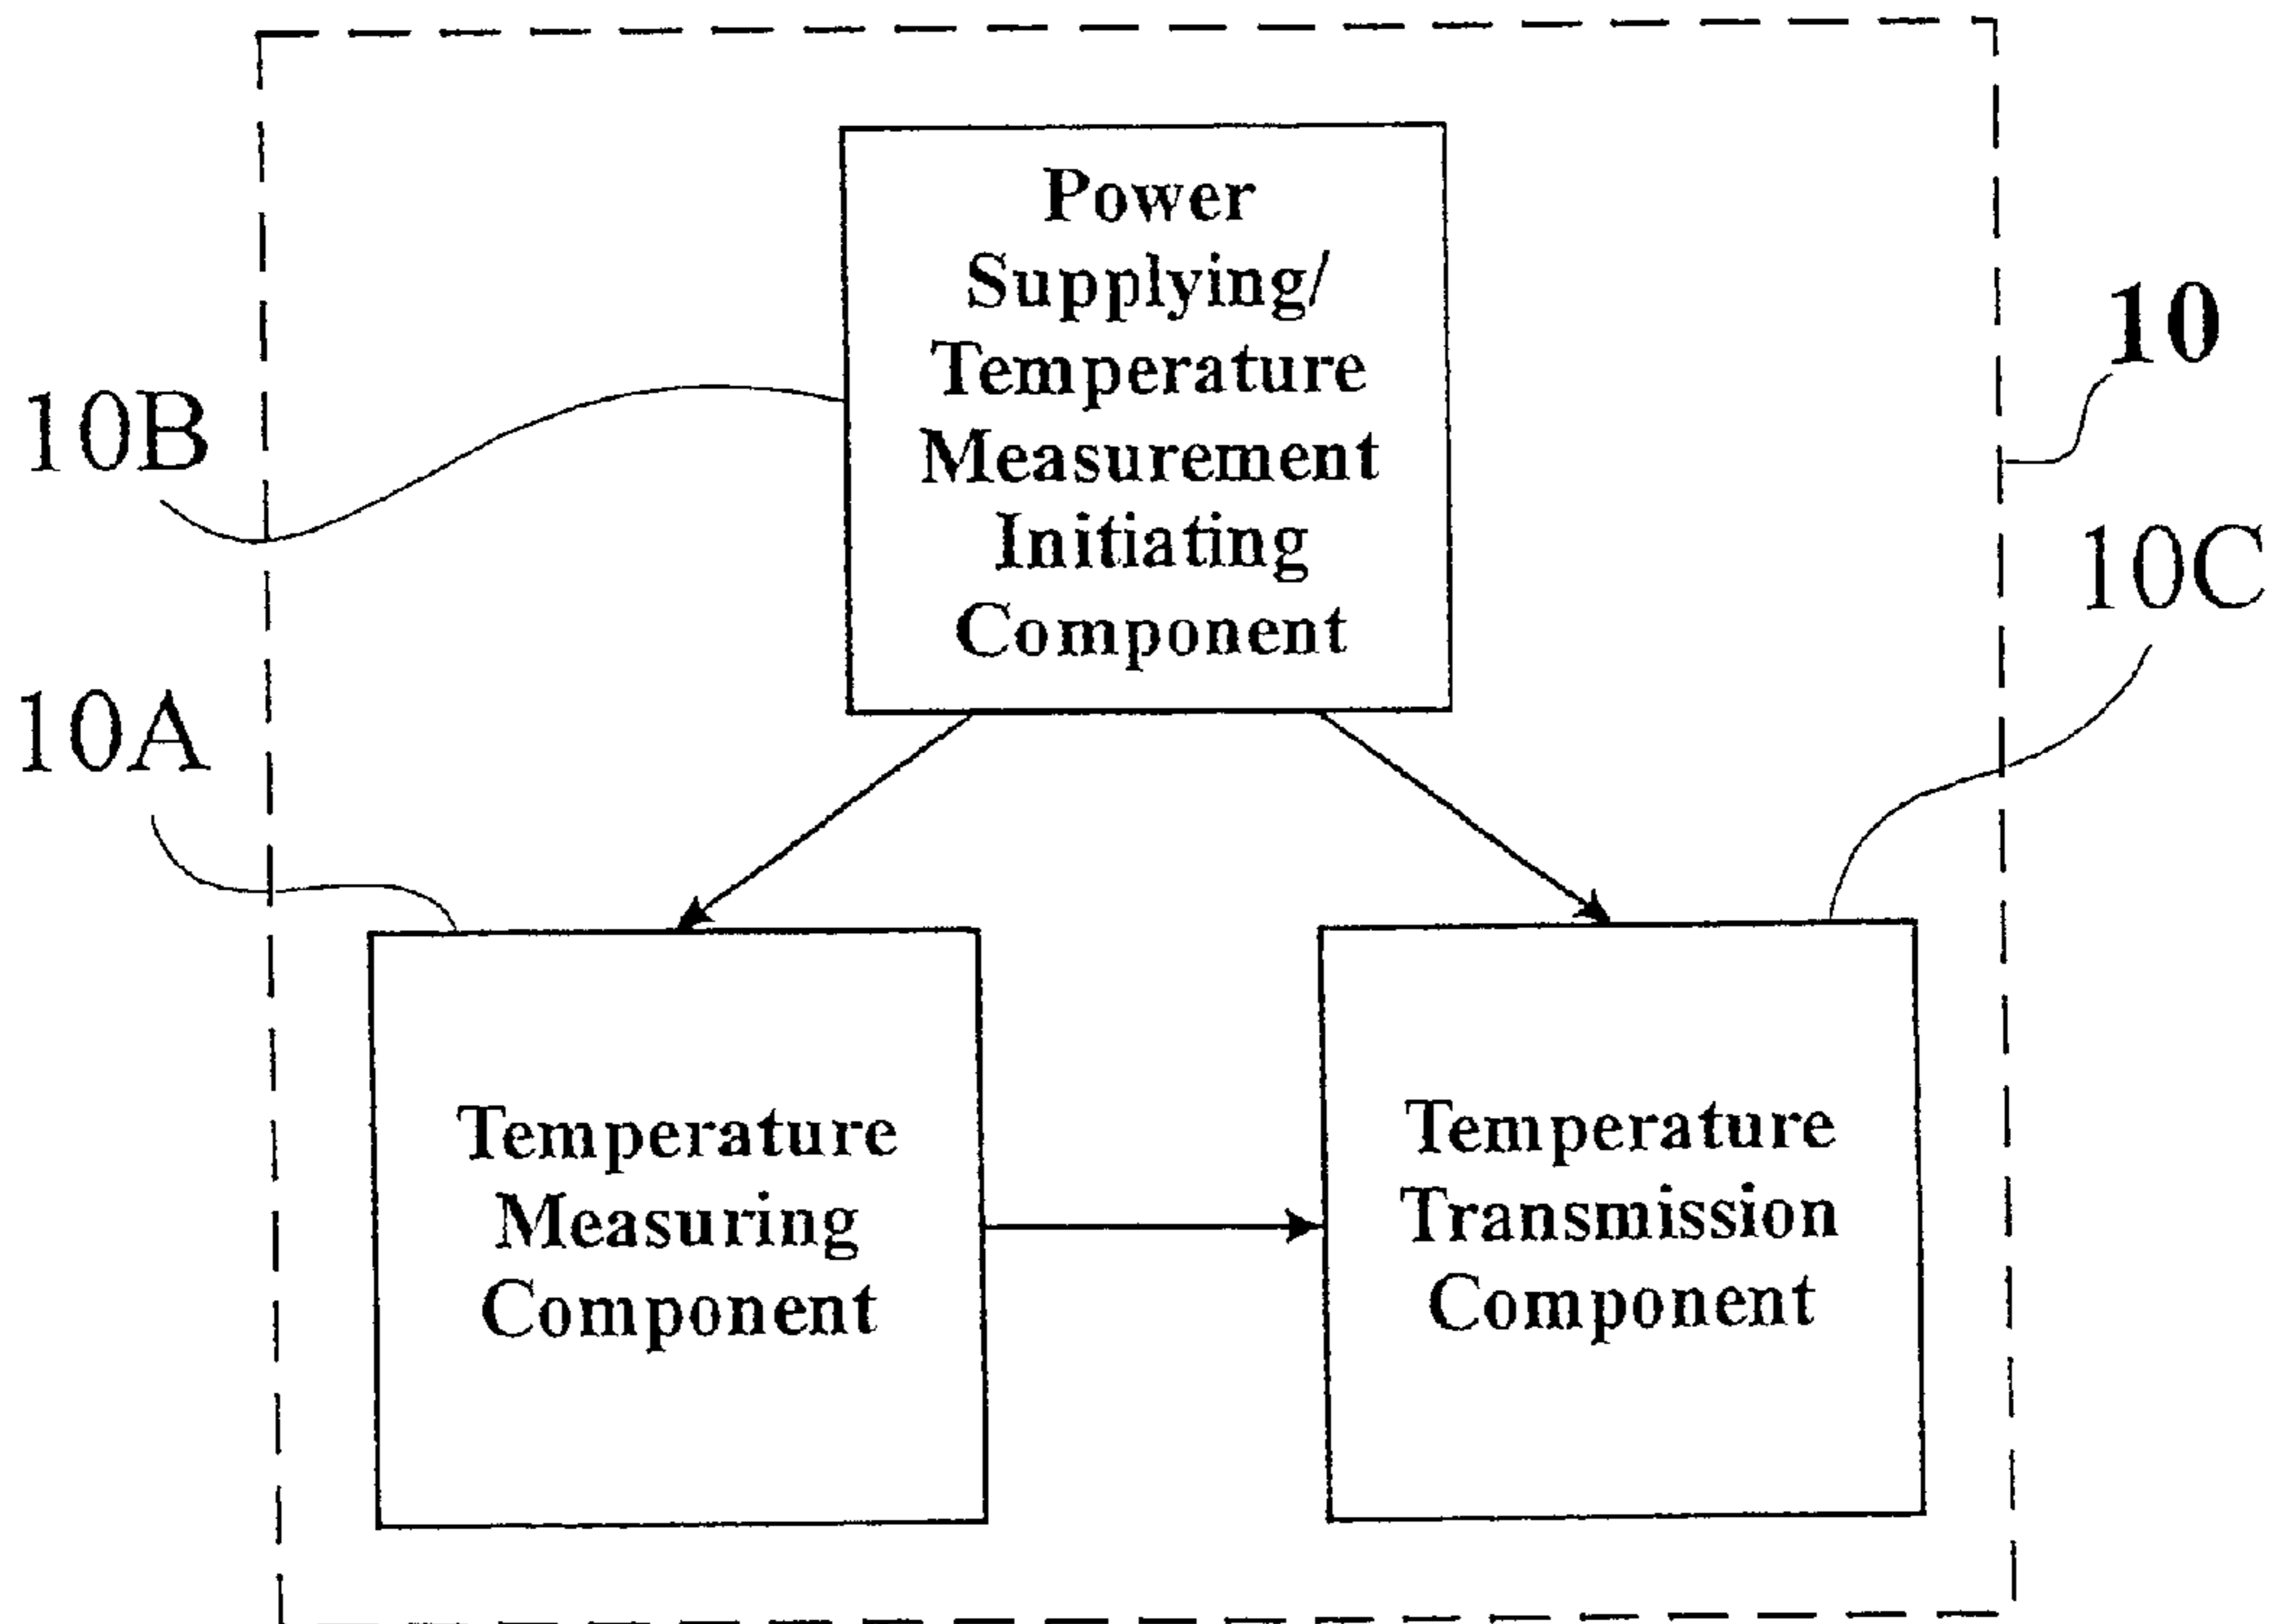 Power
Supplying/
Temperature
Measurement
Initiating
Component
10
10B
10C
10A
Temperature
Measuring
Component
Temperature
Transmission
Component